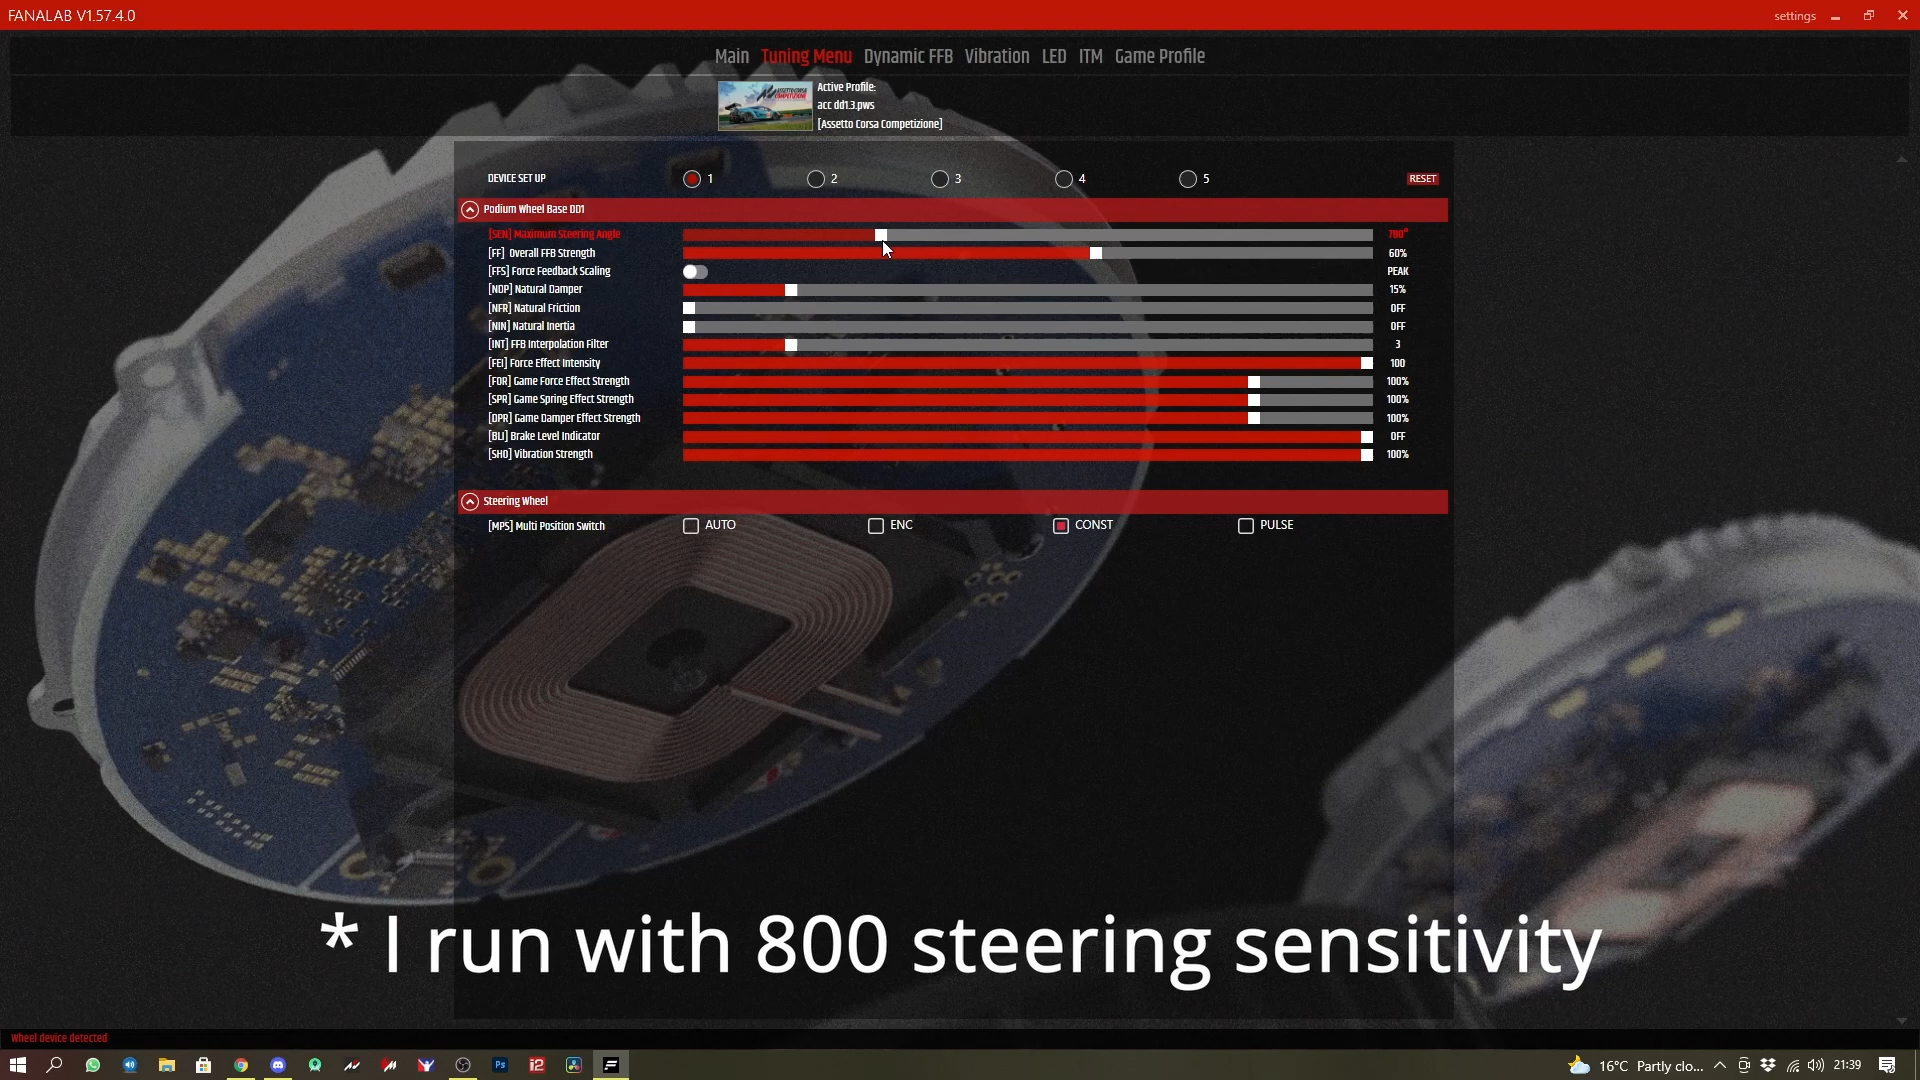 FANALAB V1.57.4.0
settings
Main Tuning Menu Dynamic FFB Vibration LED ITM Game Profile
Active Profile:
acc dd1.3.pws
[Assetto Corsa Competizione]
DEVICE SET UP 1 2 3 4 5 RESET
Podium Wheel Base DD1
[SEN] Maximum Steering Angle 780°
[FF] Overall FFB Strength 60%
[FFS] Force Feedback Scaling PEAK
[NDP] Natural Damper 15%
[NFR] Natural Friction OFF
[NIN] Natural Inertia OFF
[INT] FFB Interpolation Filter 3
[FEI] Force Effect Intensity 100
[FOR] Game Force Effect Strength 100%
[SPR] Game Spring Effect Strength 100%
[DPR] Game Damper Effect Strength 100%
[BLI] Brake Level Indicator OFF
[SHO] Vibration Strength 100%
Steering Wheel
[MPS] Multi Position Switch AUTO ENC CONST PULSE
* I run with 800 steering sensitivity
Wheel device detected
Ps i2 16°C Partly clo... 21:39